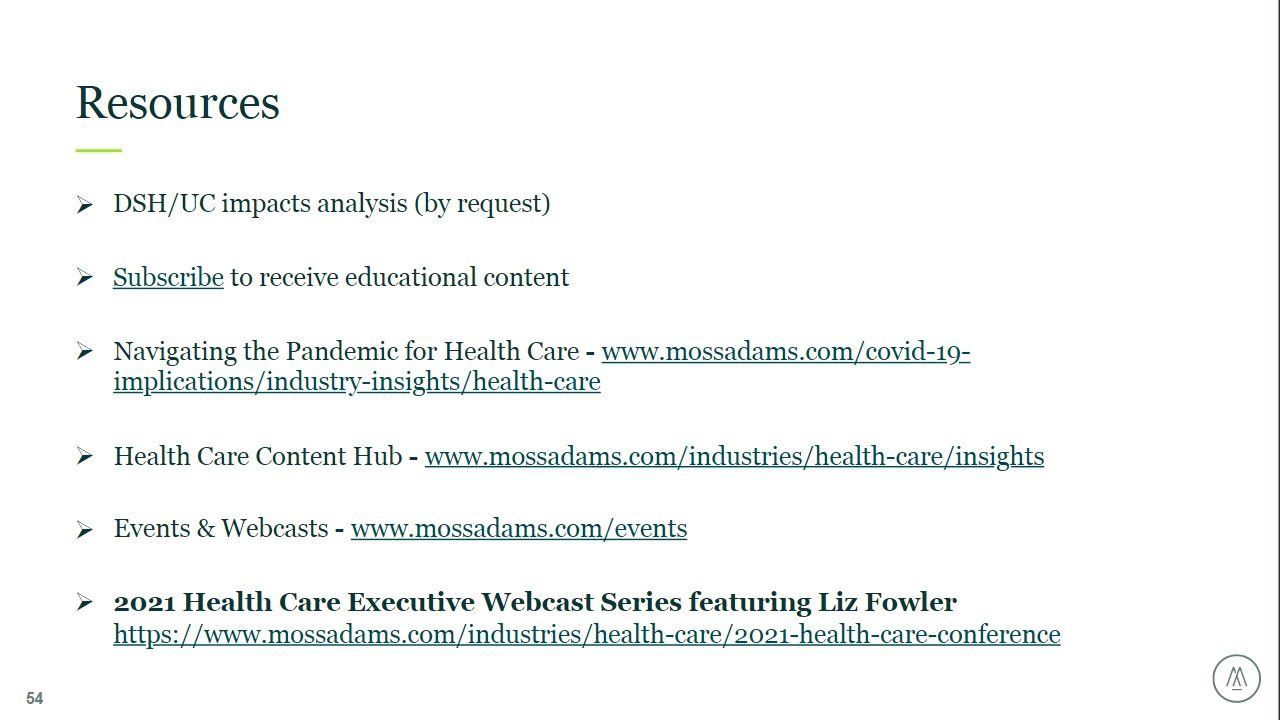 Resources
➢ DSH/UC impacts analysis (by request)
➢ Subscribe to receive educational content
➢ Navigating the Pandemic for Health Care - www.mossadams.com/covid-19-
implications/industry-insights/health-care
➢ Health Care Content Hub - www.mossadams.com/industries/health-care/insights
➢ Events & Webcasts - www.mossadams.com/events
➢ 2021 Health Care Executive Webcast Series featuring Liz Fowler
https://www.mossadams.com/industries/health-care/2021-health-care-conference
54